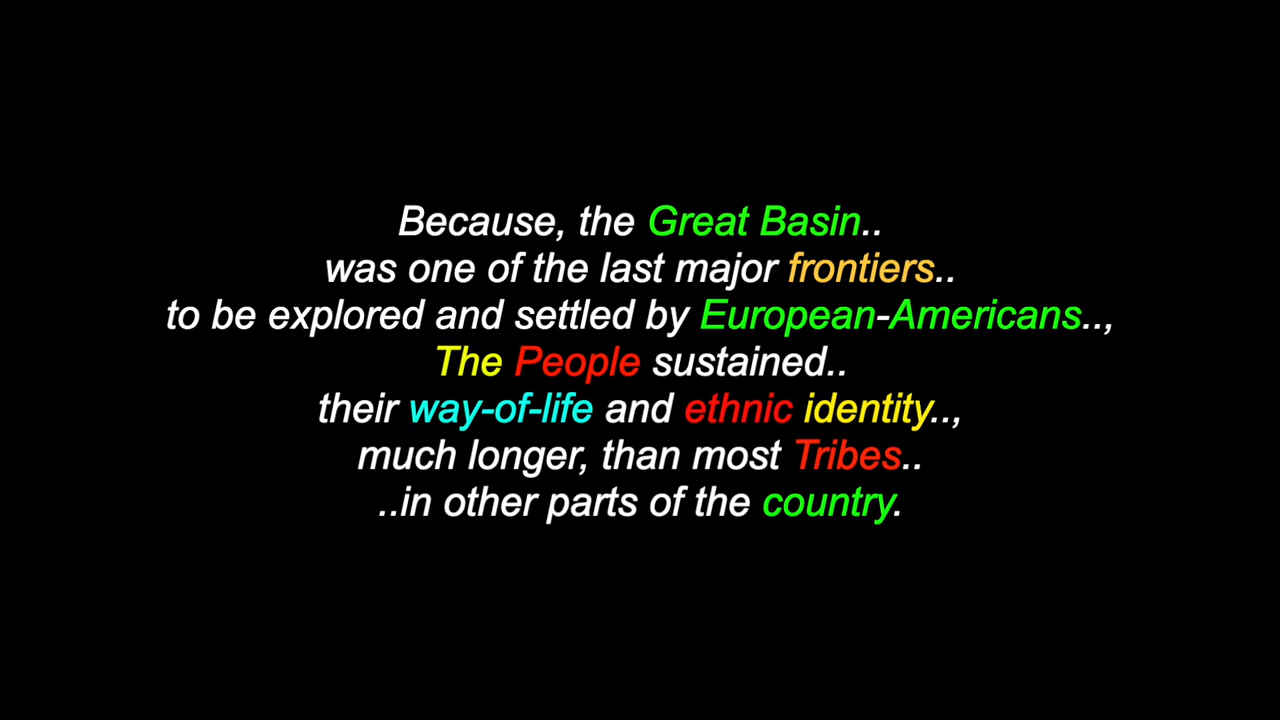 Because, the Great Basin..
was one of the last major frontiers..
to be explored and settled by European-Americans..,
The People sustained..
their way-of-life and ethnic identity..,
much longer, than most Tribes..
..in other parts of the country.